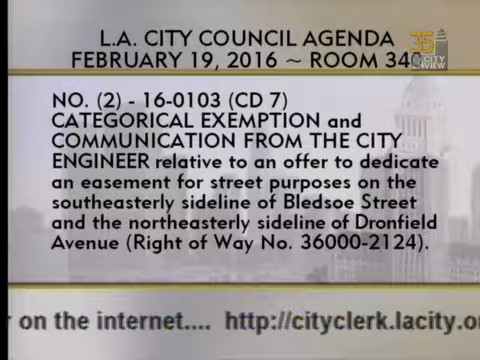 L.A. CITY COUNCIL AGENDA
FEBRUARY 19, 2016 ~ ROOM 340
35
CITY
VIEW
NO. (2) - 16-0103 (CD 7)
CATEGORICAL EXEMPTION and
COMMUNICATION FROM THE CITY
ENGINEER relative to an offer to dedicate
an easement for street purposes on the
southeasterly sideline of Bledsoe Street
and the northeasterly sideline of Dronfield
Avenue (Right of Way No. 36000-2124).
on the internet.... http://cityclerk.lacity.o